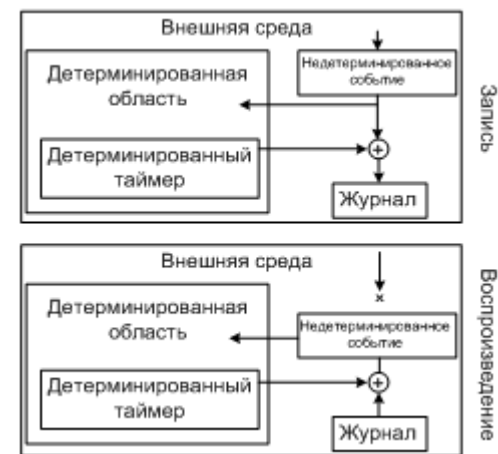 Внешняя среда
Детерминированная
область
Недетерминированное
событие
Детерминированный
таймер
Журнал
Запись
Внешняя среда
Детерминированная
область
Недетерминированное
событие
Детерминированный
таймер
Журнал
Воспроизведение